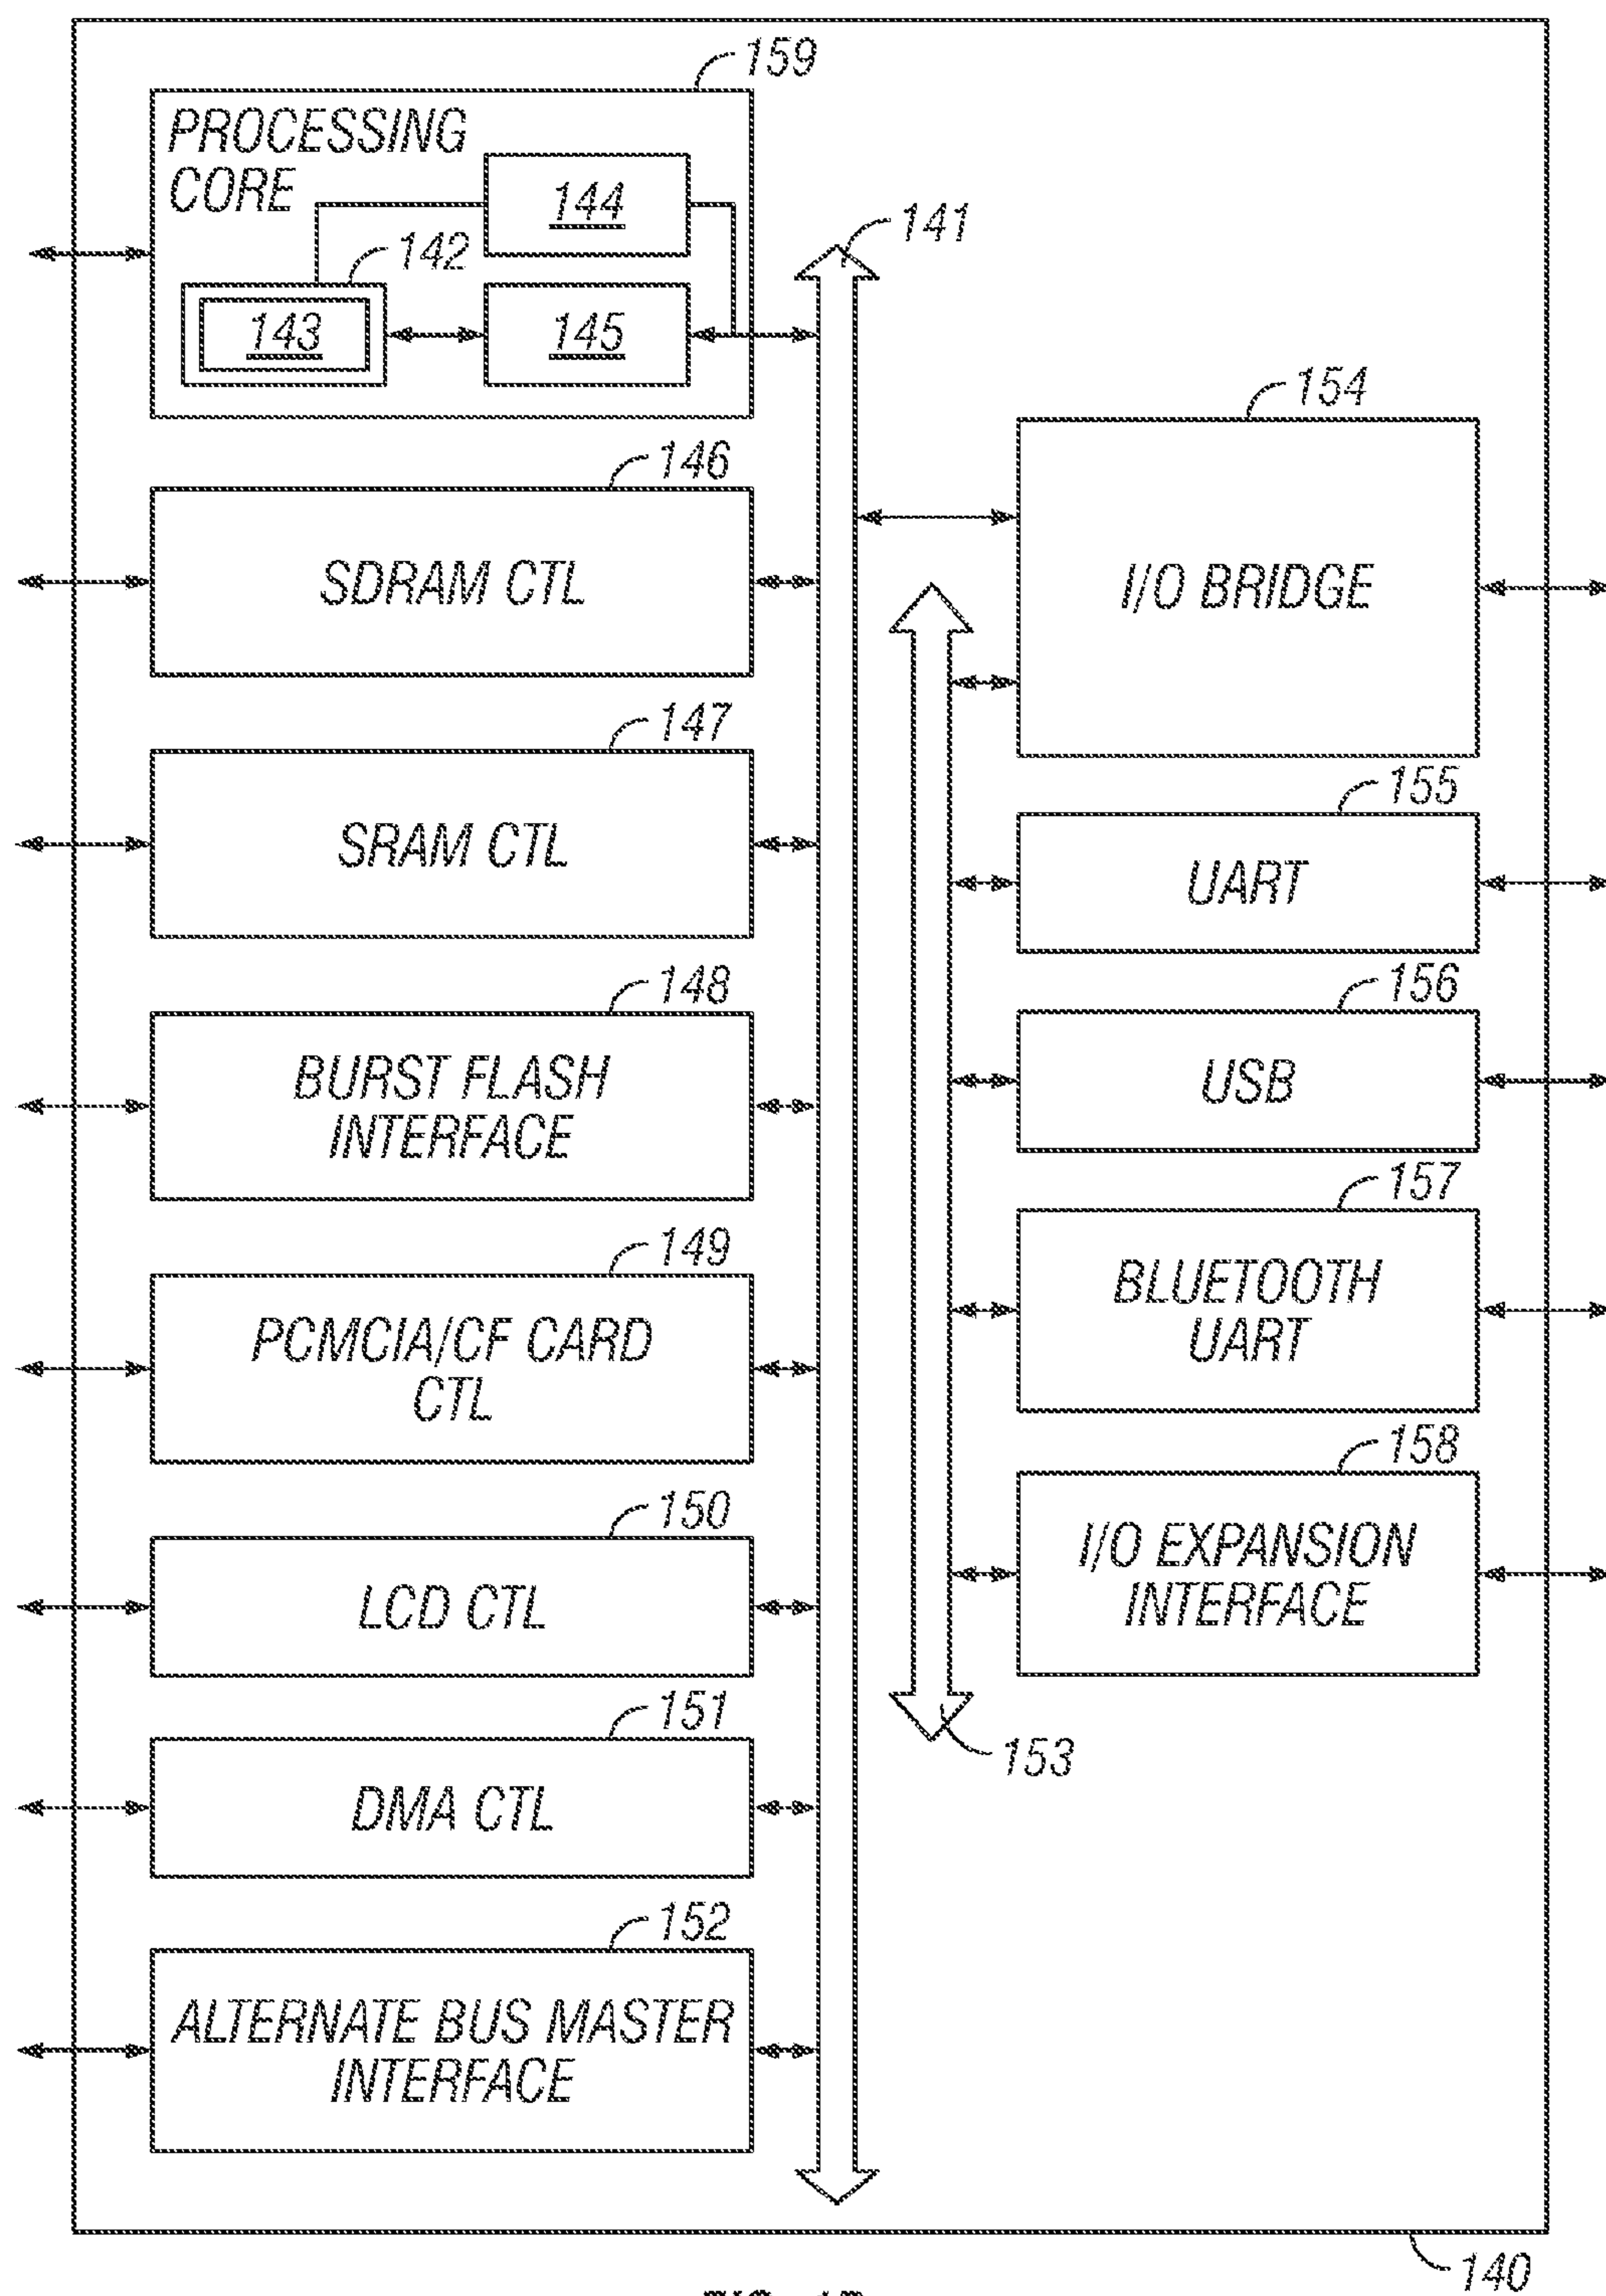 159
PROCESSING
CORE
144
142
143
145
141
154
146
SDRAM CTL
I/O BRIDGE
147
SRAM CTL
155
UART
148
BURST FLASH
INTERFACE
156
USB
149
PCMCIA/CF CARD
CTL
157
BLUETOOTH
UART
150
LCD CTL
158
I/O EXPANSION
INTERFACE
151
DMA CTL
153
152
ALTERNATE BUS MASTER
INTERFACE
140